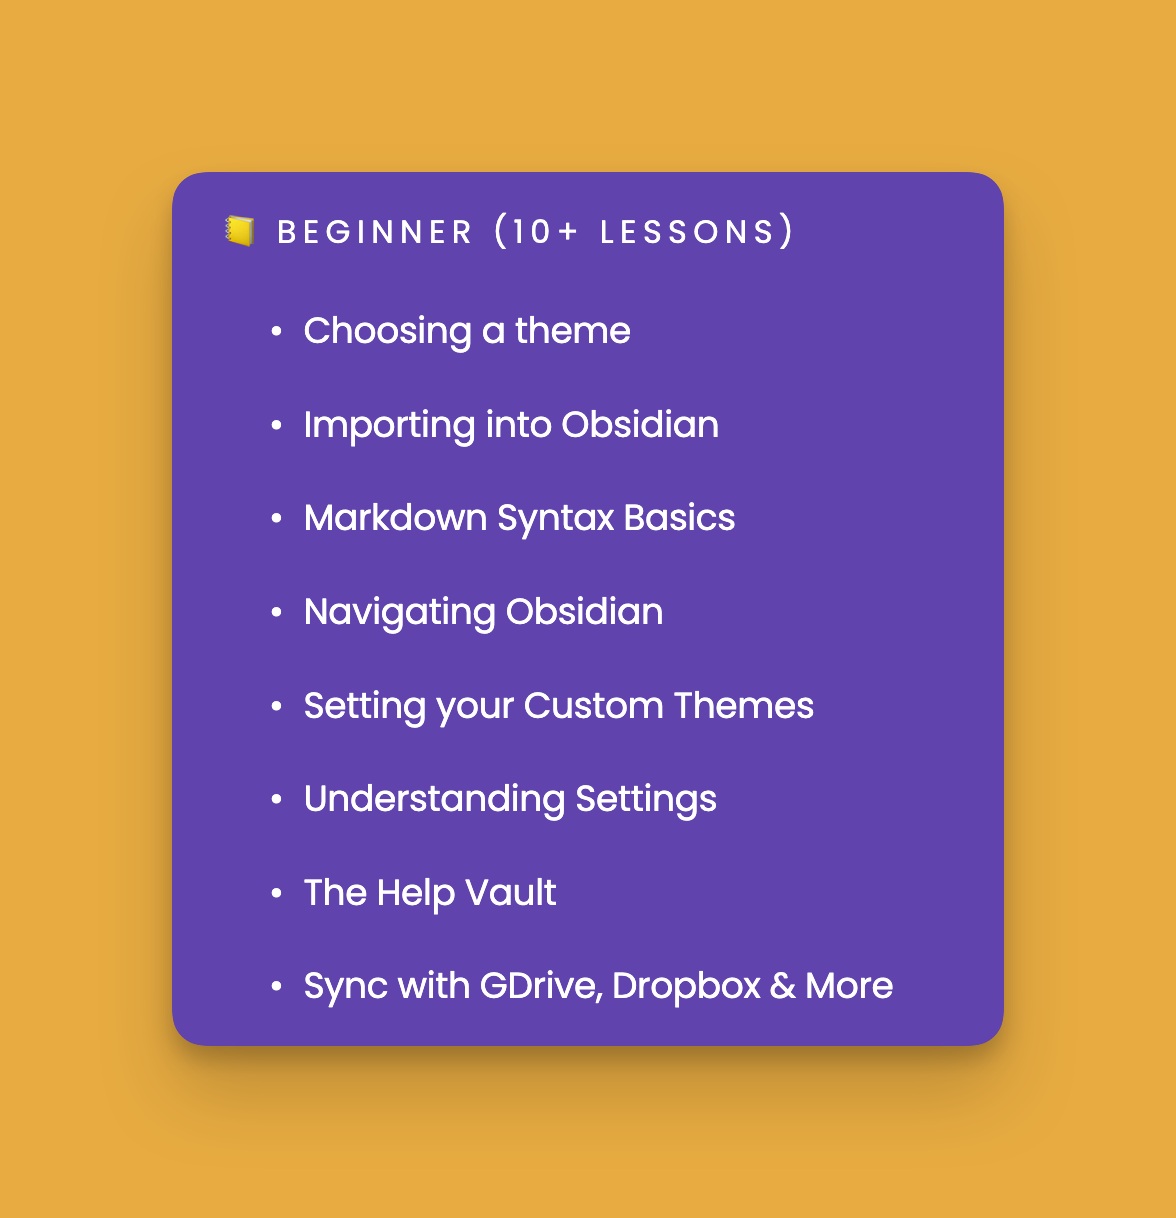 BEGINNER (10+ LESSONS)
• Choosing a theme
• Importing into Obsidian
• Markdown Syntax Basics
• Navigating Obsidian
• Setting your Custom Themes
• Understanding Settings
• The Help Vault
• Sync with GDrive, Dropbox & More